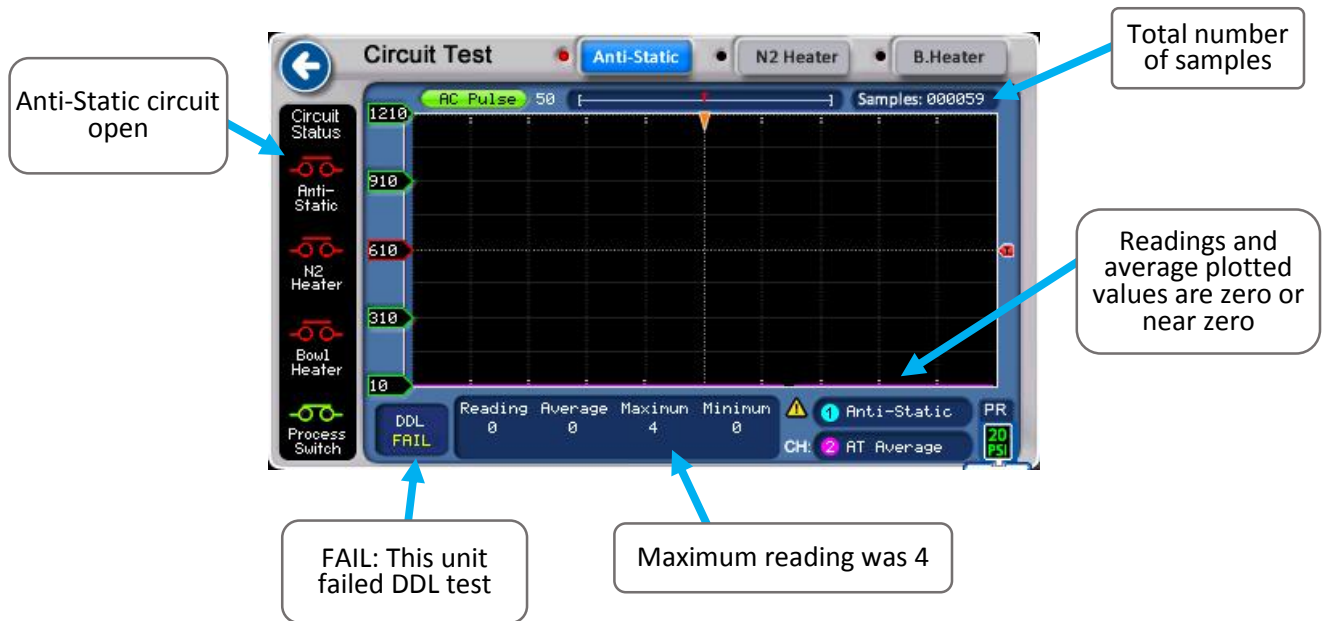 Total number
of samples
Circuit Test
Anti-Static
N2 Heater
B.Heater
Anti-Static circuit
open
AC Pulse
50
Samples: 000059
Circuit
Status
Anti-
Static
N2
Heater
Bowl
Heater
Process
Switch
1210
910
610
310
10
Readings and
average plotted
values are zero or
near zero
DDL
FAIL
Reading Average Maximum Minimum
0 0 4 0
1 Anti-Static
CH: 2 AT Average
PR
20
PSI
FAIL: This unit
failed DDL test
Maximum reading was 4